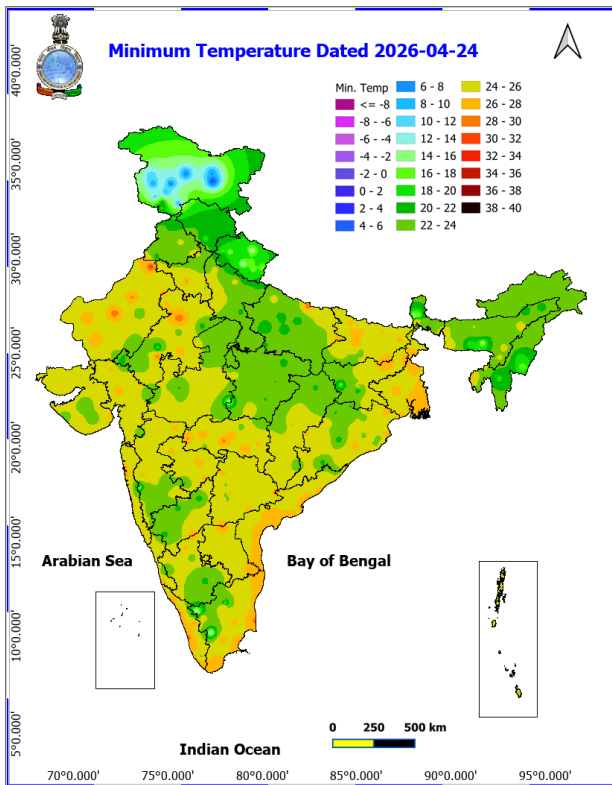 Minimum Temperature Dated 2026-04-24
Min. Temp
<= -8
-8 - -6
-6 - -4
-4 - -2
-2 - 0
0 - 2
2 - 4
4 - 6
6 - 8
8 - 10
10 - 12
12 - 14
14 - 16
16 - 18
18 - 20
20 - 22
22 - 24
24 - 26
26 - 28
28 - 30
30 - 32
32 - 34
34 - 36
36 - 38
38 - 40
40°0.000'
35°0.000'
30°0.000'
25°0.000'
20°0.000'
15°0.000'
10°0.000'
5°0.000'
Arabian Sea
Bay of Bengal
Indian Ocean
0 250 500 km
70°0.000' 75°0.000' 80°0.000' 85°0.000' 90°0.000' 95°0.000'